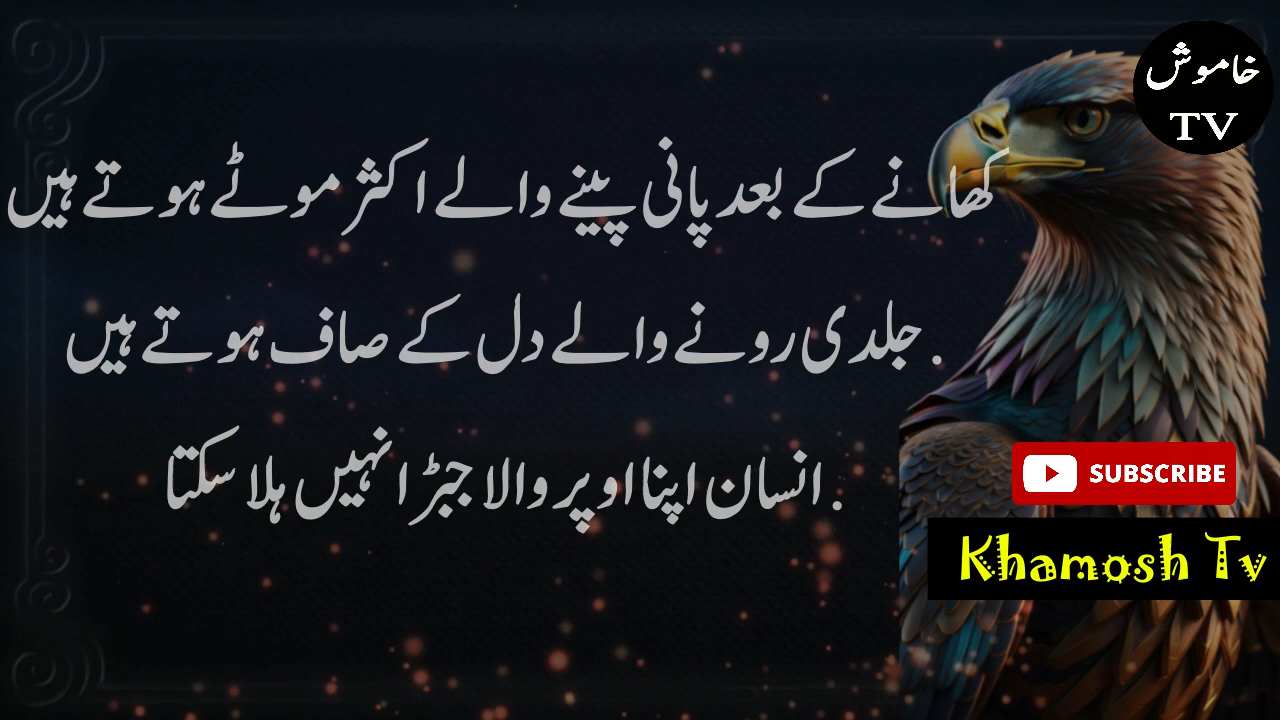 خاموش
TV
کھانے کے بعد پانی پینے والے اکثر موٹے ہوتے ہیں
. جلدی رونے والے دل کے صاف ہوتے ہیں
. انسان اپنا اوپر والا جبڑا نہیں ہلا سکتا
SUBSCRIBE
Khamosh Tv